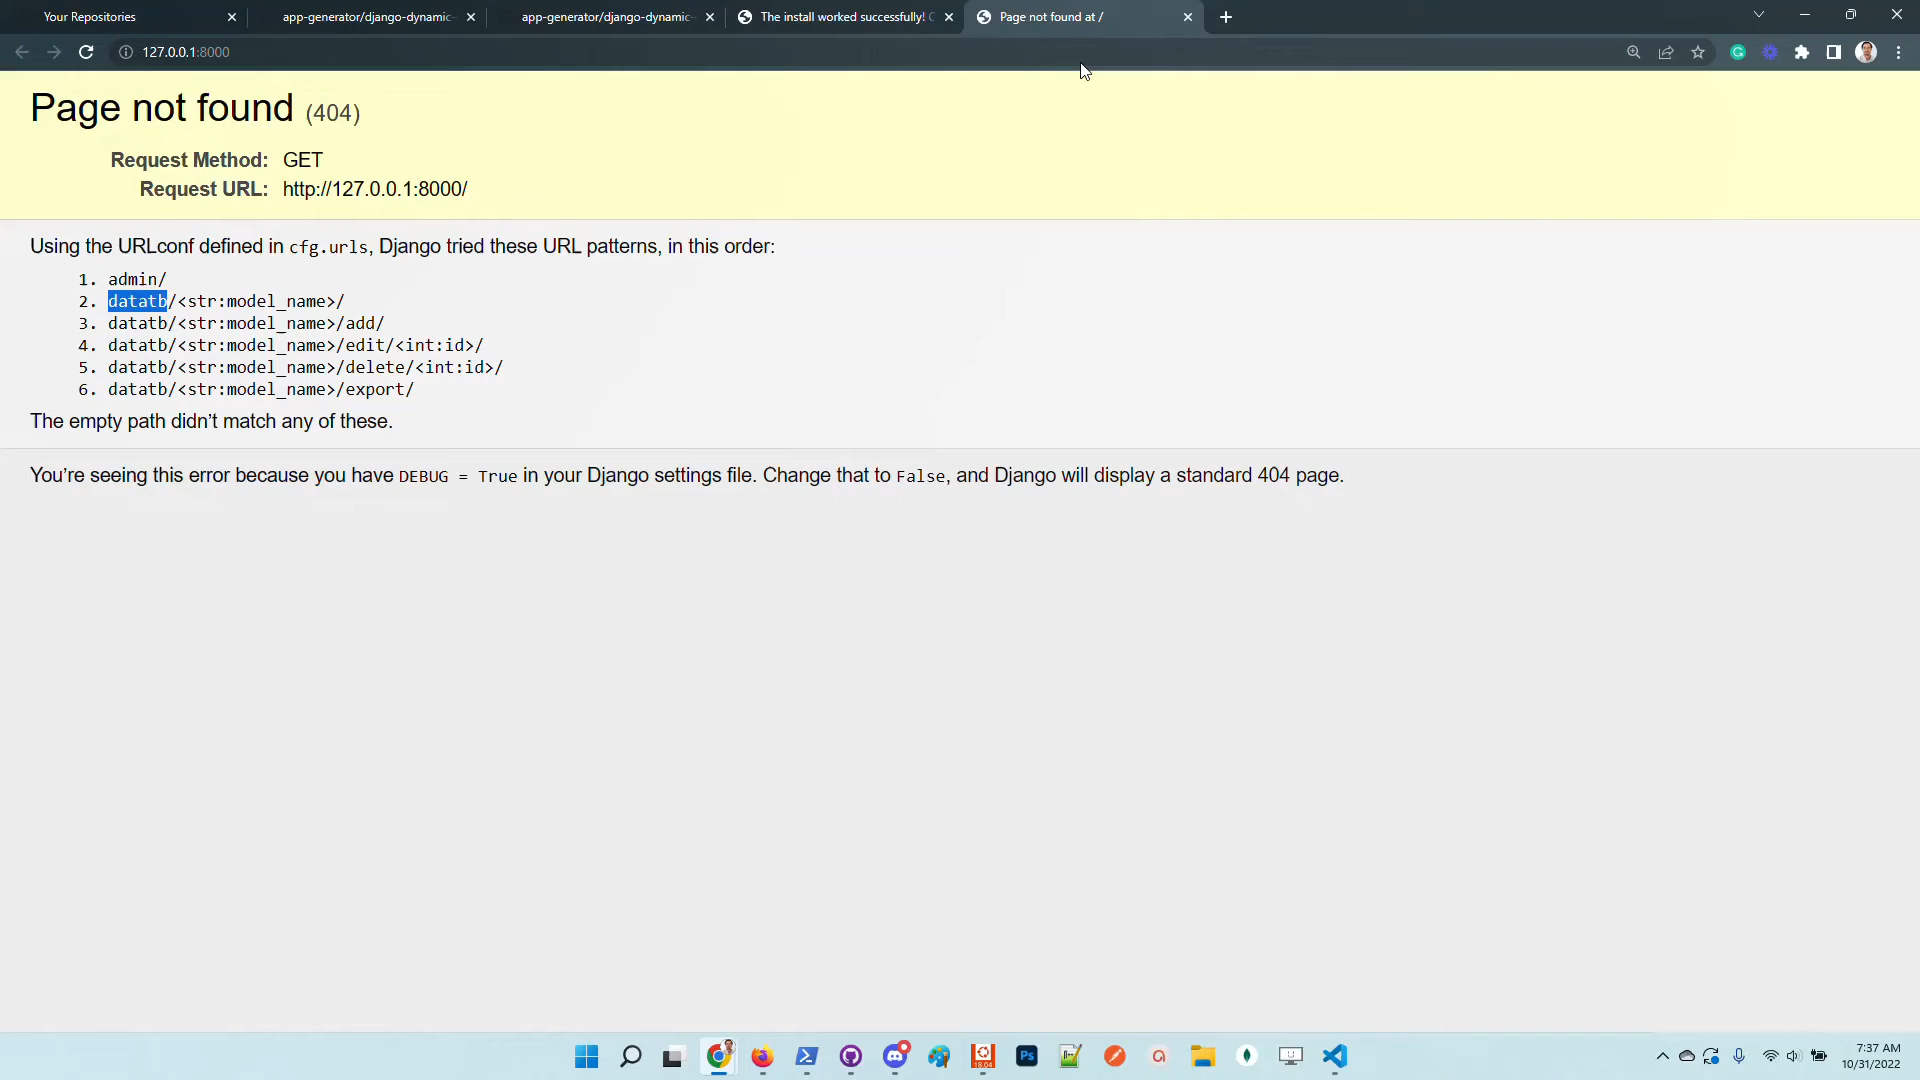 Your Repositories
app-generator/django-dynamic-
app-generator/django-dynamic-
The install worked successfully! C
Page not found at /
127.0.0.1:8000
Page not found (404)
Request Method: GET
Request URL: http://127.0.0.1:8000/
Using the URLconf defined in cfg.urls, Django tried these URL patterns, in this order:
1. admin/
2. datatb/<str:model_name>/
3. datatb/<str:model_name>/add/
4. datatb/<str:model_name>/edit/<int:id>/
5. datatb/<str:model_name>/delete/<int:id>/
6. datatb/<str:model_name>/export/
The empty path didn’t match any of these.
You’re seeing this error because you have DEBUG = True in your Django settings file. Change that to False, and Django will display a standard 404 page.
18.04
Ps
7:37 AM
10/31/2022